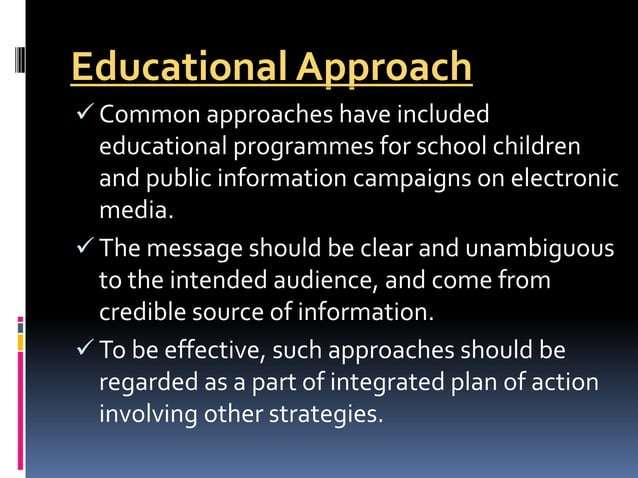 Educational Approach
✓ Common approaches have included
educational programmes for school children
and public information campaigns on electronic
media.
✓ The message should be clear and unambiguous
to the intended audience, and come from
credible source of information.
✓ To be effective, such approaches should be
regarded as a part of integrated plan of action
involving other strategies.